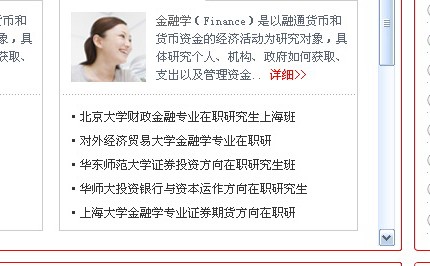 币和
象，具
获取、
金融学（Finance）是以融通货币和
货币资金的经济活动为研究对象，具
体研究个人、机构、政府如何获取、
支出以及管理资金.. 详细>>
• 北京大学财政金融专业在职研究生上海班
• 对外经济贸易大学金融学专业在职研
• 华东师范大学证券投资方向在职研究生班
• 华师大投资银行与资本运作方向在职研究生
• 上海大学金融学专业证券期货方向在职研